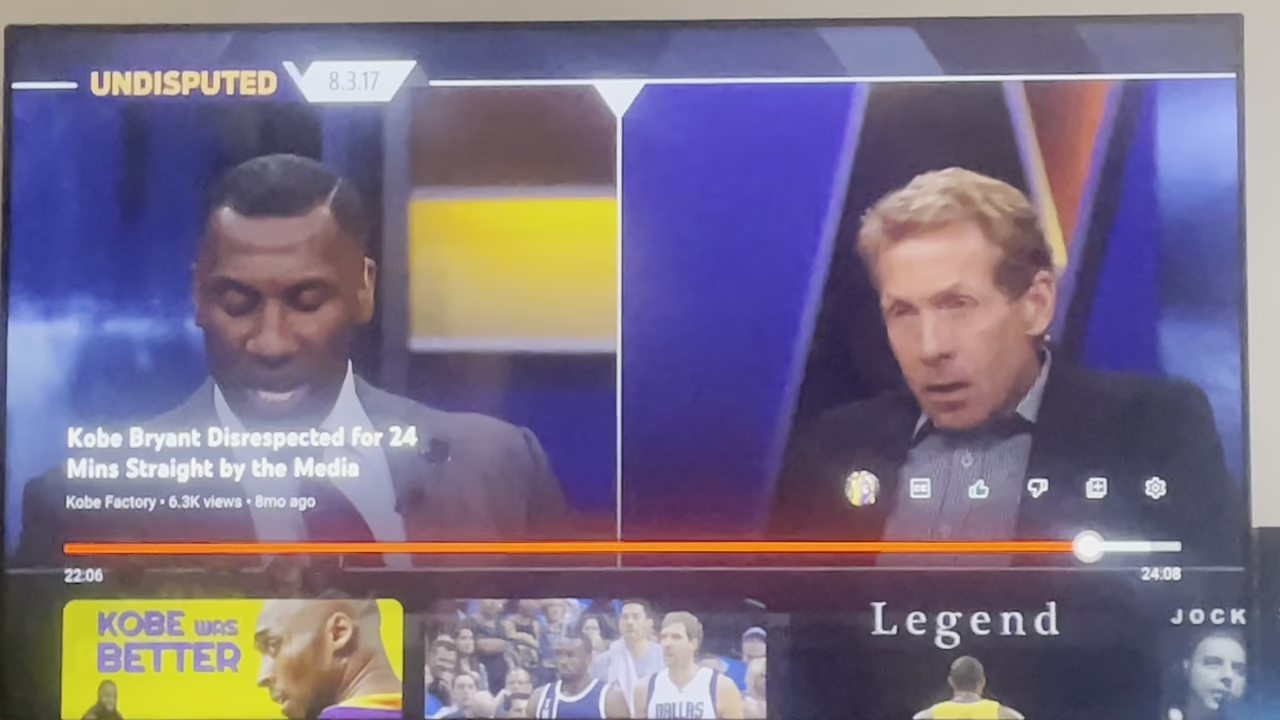 UNDISPUTED 8.3.17
Kobe Bryant Disrespected for 24
Mins Straight by the Media
Kobe Factory • 6.3K views • 8mo ago
CC
22:06 24:08
KOBE WAS
BETTER
Legend
JOCK
DALLAS